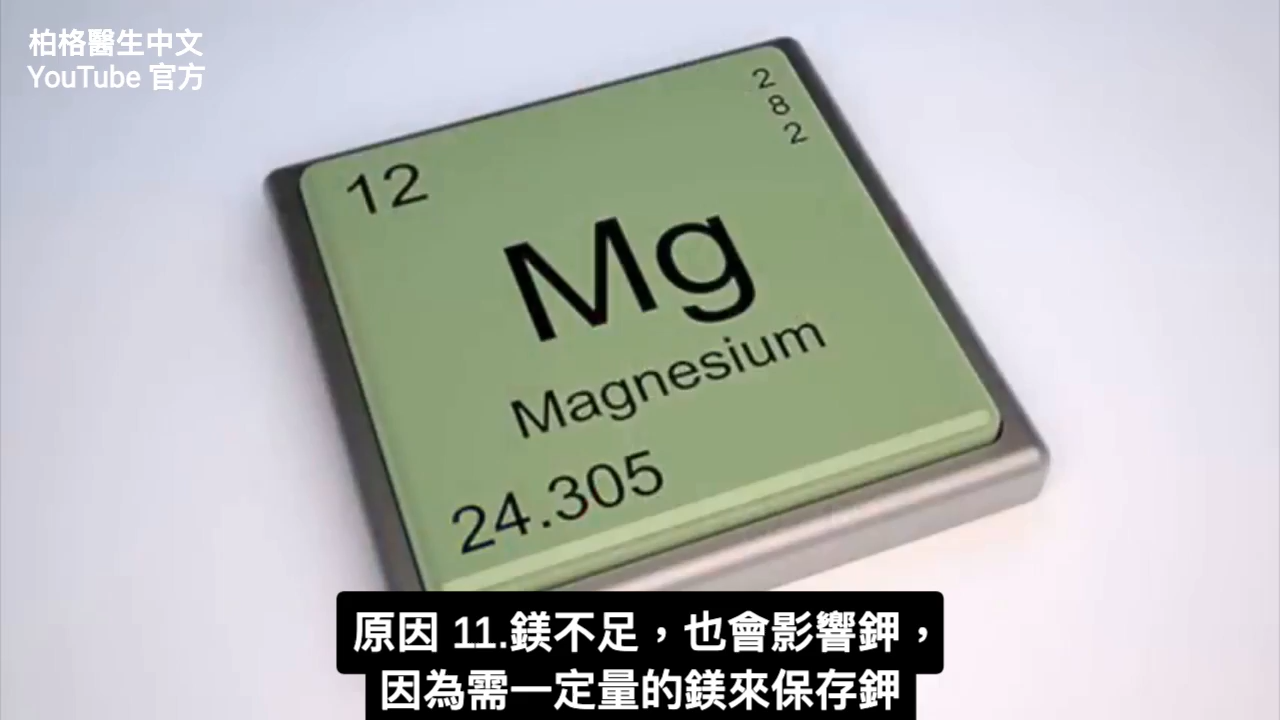 柏格醫生中文
YouTube 官方
2
8
2
12
Mg
Magnesium
24.305
原因 11.鎂不足，也會影響鉀，
因為需一定量的鎂來保存鉀